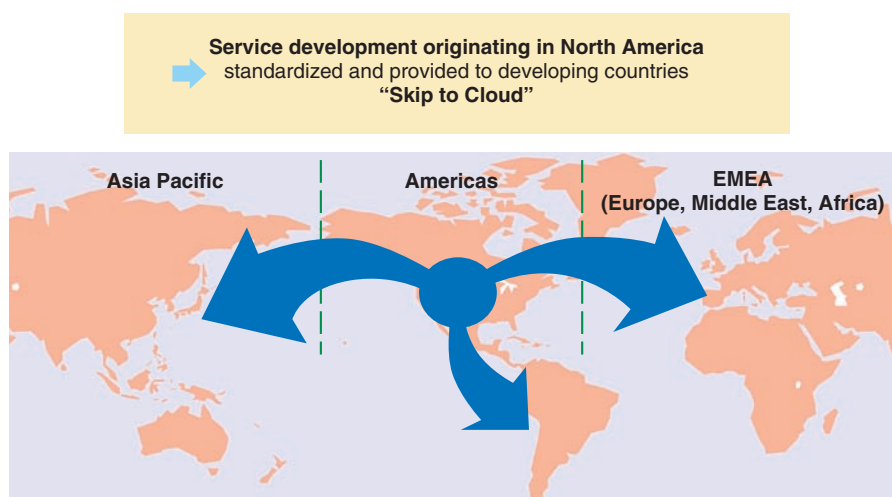 Service development originating in North America
standardized and provided to developing countries
“Skip to Cloud”
Asia Pacific
Americas
EMEA
(Europe, Middle East, Africa)